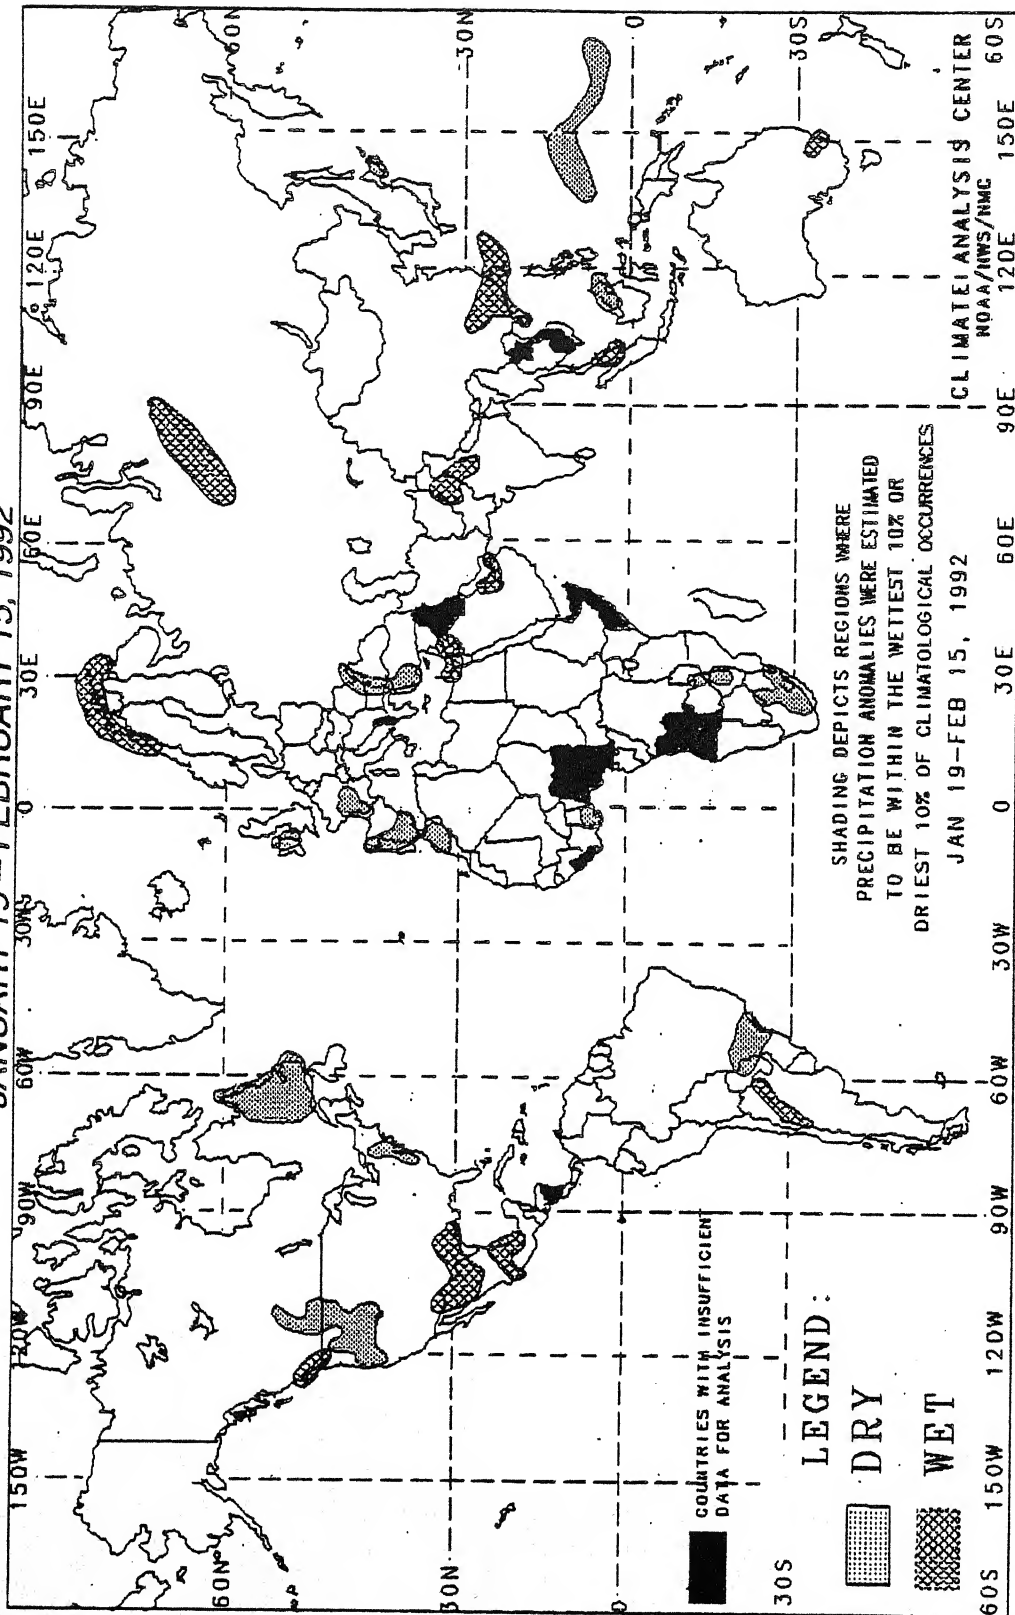 JANUARY 19 - FEBRUARY 15, 1992
150W
120W
90W
60W
30W
0
30E
60E
90E
120E
150E
60N
60N
30N
30N
0
0
30S
30S
60S
60S
COUNTRIES WITH INSUFFICIENT
DATA FOR ANALYSIS
LEGEND:
DRY
WET
SHADING DEPICTS REGIONS WHERE
PRECIPITATION ANOMALIES WERE ESTIMATED
TO BE WITHIN THE WETTEST 10% OR
DRIEST 10% OF CLIMATOLOGICAL OCCURRENCES
JAN 19-FEB 15, 1992
CLIMATE ANALYSIS CENTER
NOAA/NWS/NMC
150W
120W
90W
60W
30W
0
30E
60E
90E
120E
150E